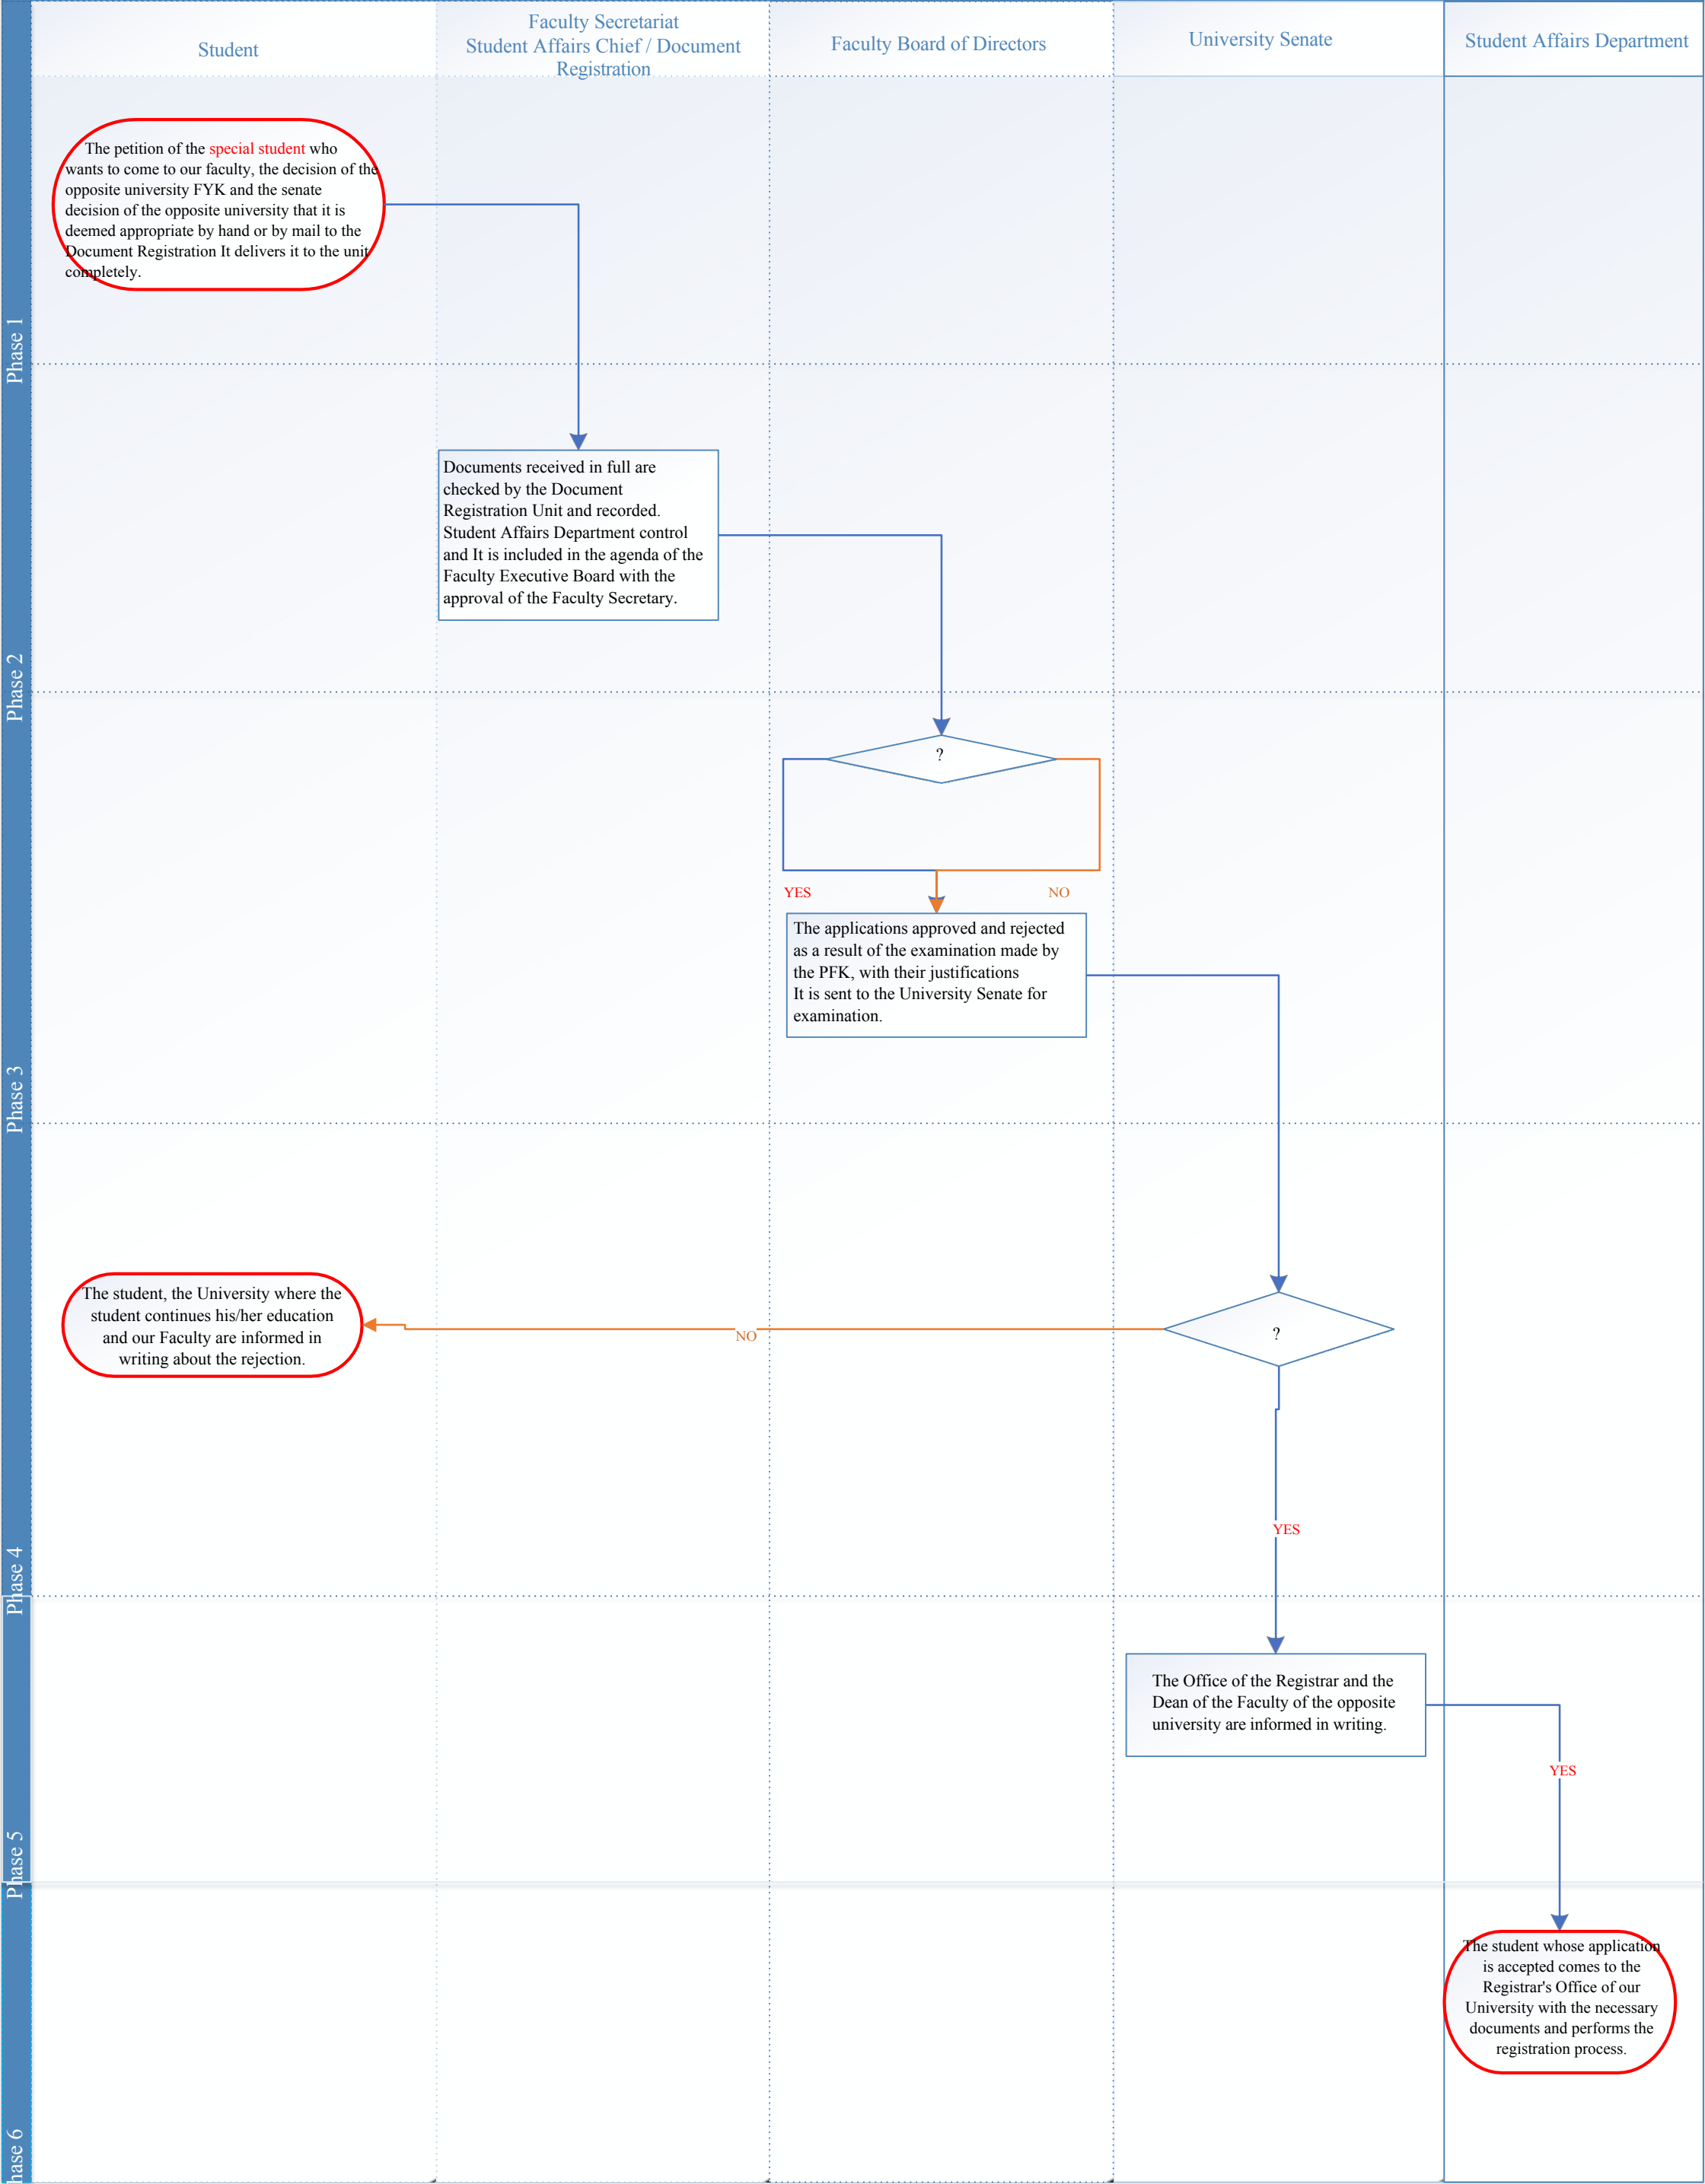 Student
Faculty Secretariat
Student Affairs Chief / Document
Registration
Faculty Board of Directors
University Senate
Student Affairs Department
Phase 1
The petition of the special student who
wants to come to our faculty, the decision of the
opposite university FYK and the senate
decision of the opposite university that it is
deemed appropriate by hand or by mail to the
Document Registration It delivers it to the unit
completely.
Phase 2
Documents received in full are
checked by the Document
Registration Unit and recorded.
Student Affairs Department control
and It is included in the agenda of the
Faculty Executive Board with the
approval of the Faculty Secretary.
Phase 3
?
YES
NO
The applications approved and rejected
as a result of the examination made by
the PFK, with their justifications
It is sent to the University Senate for
examination.
Phase 4
The student, the University where the
student continues his/her education
and our Faculty are informed in
writing about the rejection.
NO
?
YES
Phase 5
The Office of the Registrar and the
Dean of the Faculty of the opposite
university are informed in writing.
YES
hase 6
The student whose application
is accepted comes to the
Registrar's Office of our
University with the necessary
documents and performs the
registration process.